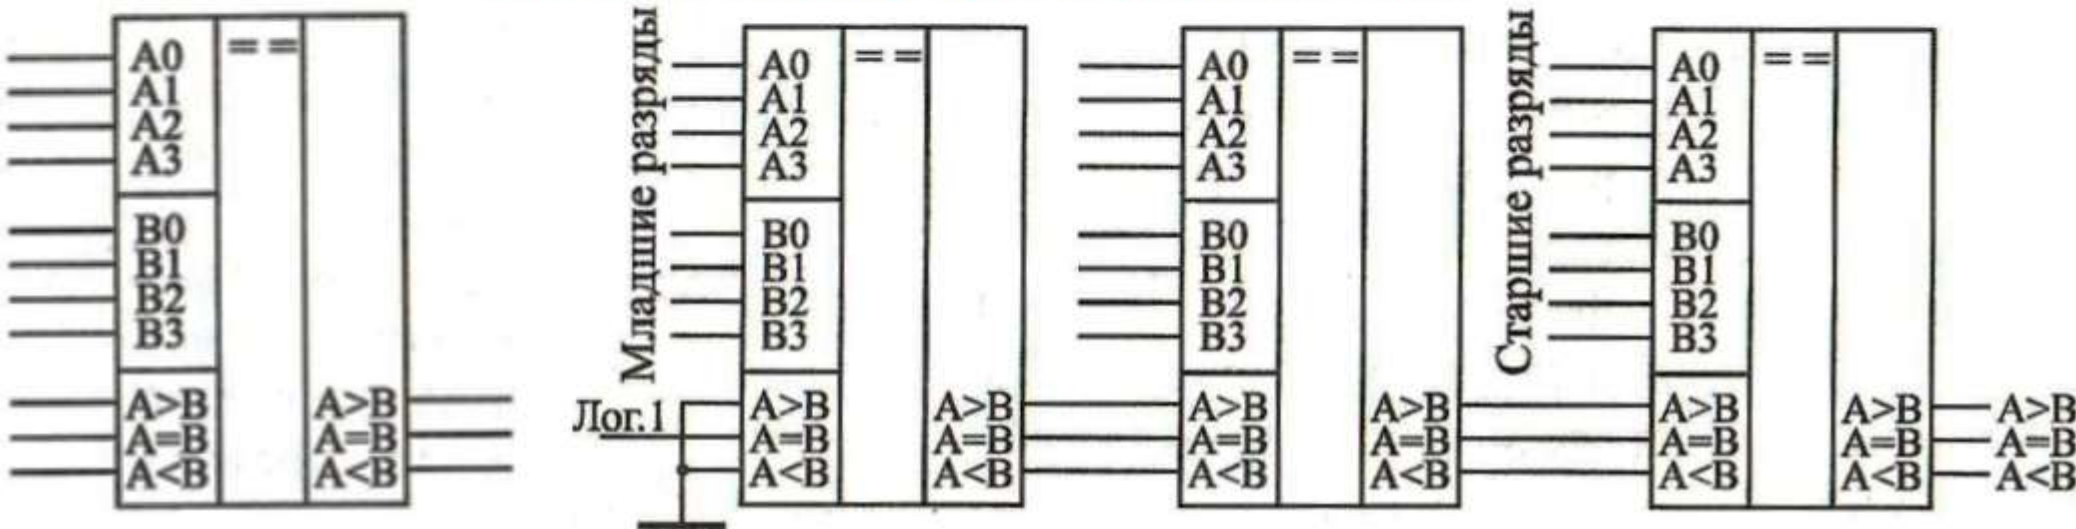 A0
A1
A2
A3
B0
B1
B2
B3
A>B
A=B
A<B
==
A>B
A=B
A<B
Младшие разряды
Лог.1
A0
A1
A2
A3
B0
B1
B2
B3
A>B
A=B
A<B
==
A>B
A=B
A<B
A0
A1
A2
A3
B0
B1
B2
B3
A>B
A=B
A<B
==
A>B
A=B
A<B
Старшие разряды
A0
A1
A2
A3
B0
B1
B2
B3
A>B
A=B
A<B
==
A>B
A=B
A<B
A>B
A=B
A<B